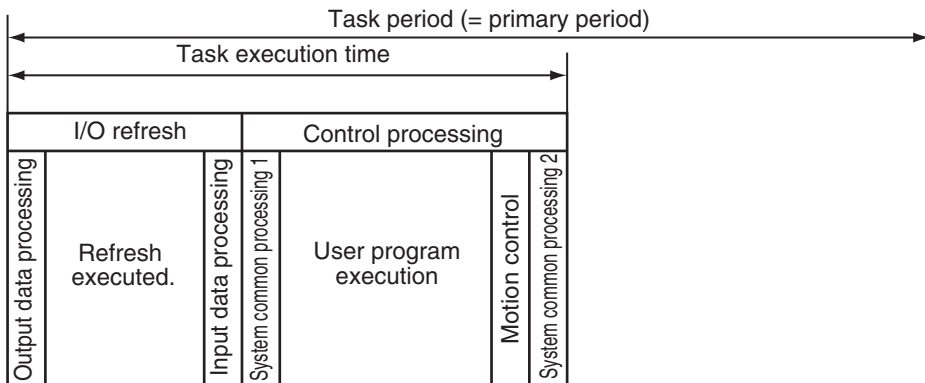 Task period (= primary period)
Task execution time
I/O refresh
Control processing
Output data processing
Refresh
executed.
Input data processing
System common processing 1
User program
execution
Motion control
System common processing 2